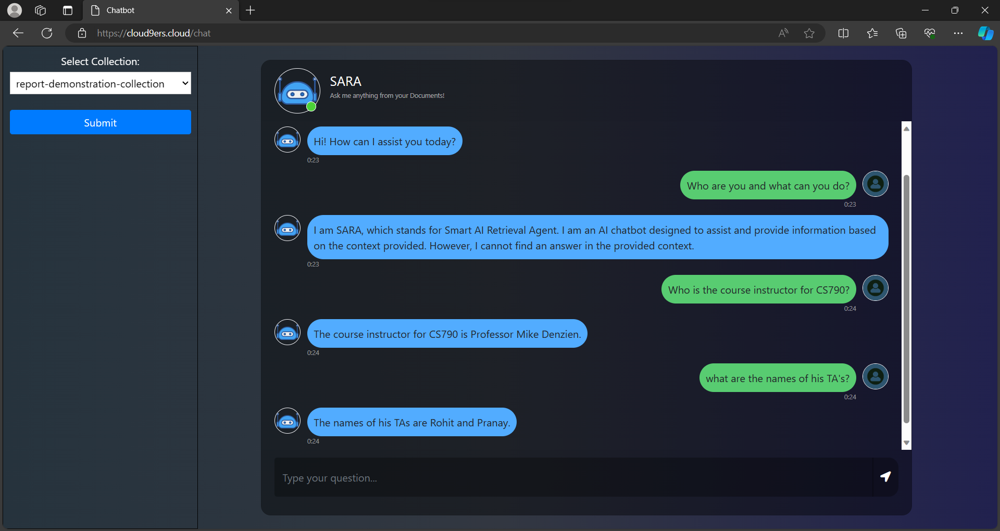 Chatbot
https://cloud9ers.cloud/chat
Select Collection:
report-demonstration-collection
Submit
SARA
Ask me anything from your Documents!
Hi! How can I assist you today?
0:23
Who are you and what can you do?
0:23
I am SARA, which stands for Smart AI Retrieval Agent. I am an AI chatbot designed to assist and provide information based
on the context provided. However, I cannot find an answer in the provided context.
0:23
Who is the course instructor for CS790?
0:24
The course instructor for CS790 is Professor Mike Denzien.
0:24
what are the names of his TA's?
0:24
The names of his TAs are Rohit and Pranay.
0:24
Type your question...